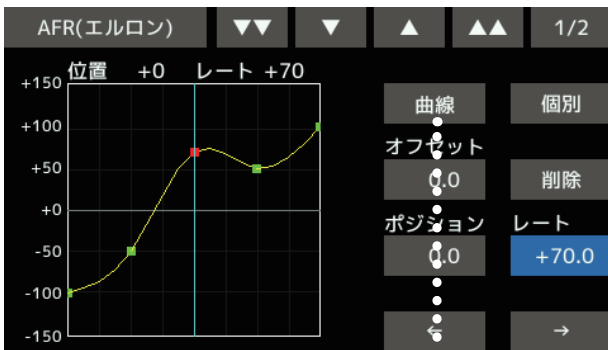 AFR(エルロン) ▼▼ ▼ ▲ ▲▲ 1/2
位置 +0 レート +70
+150
+100
+50
+0
-50
-100
-150
曲線 個別
オフセット
0.0 削除
ポジション レート
0.0 +70.0
← →